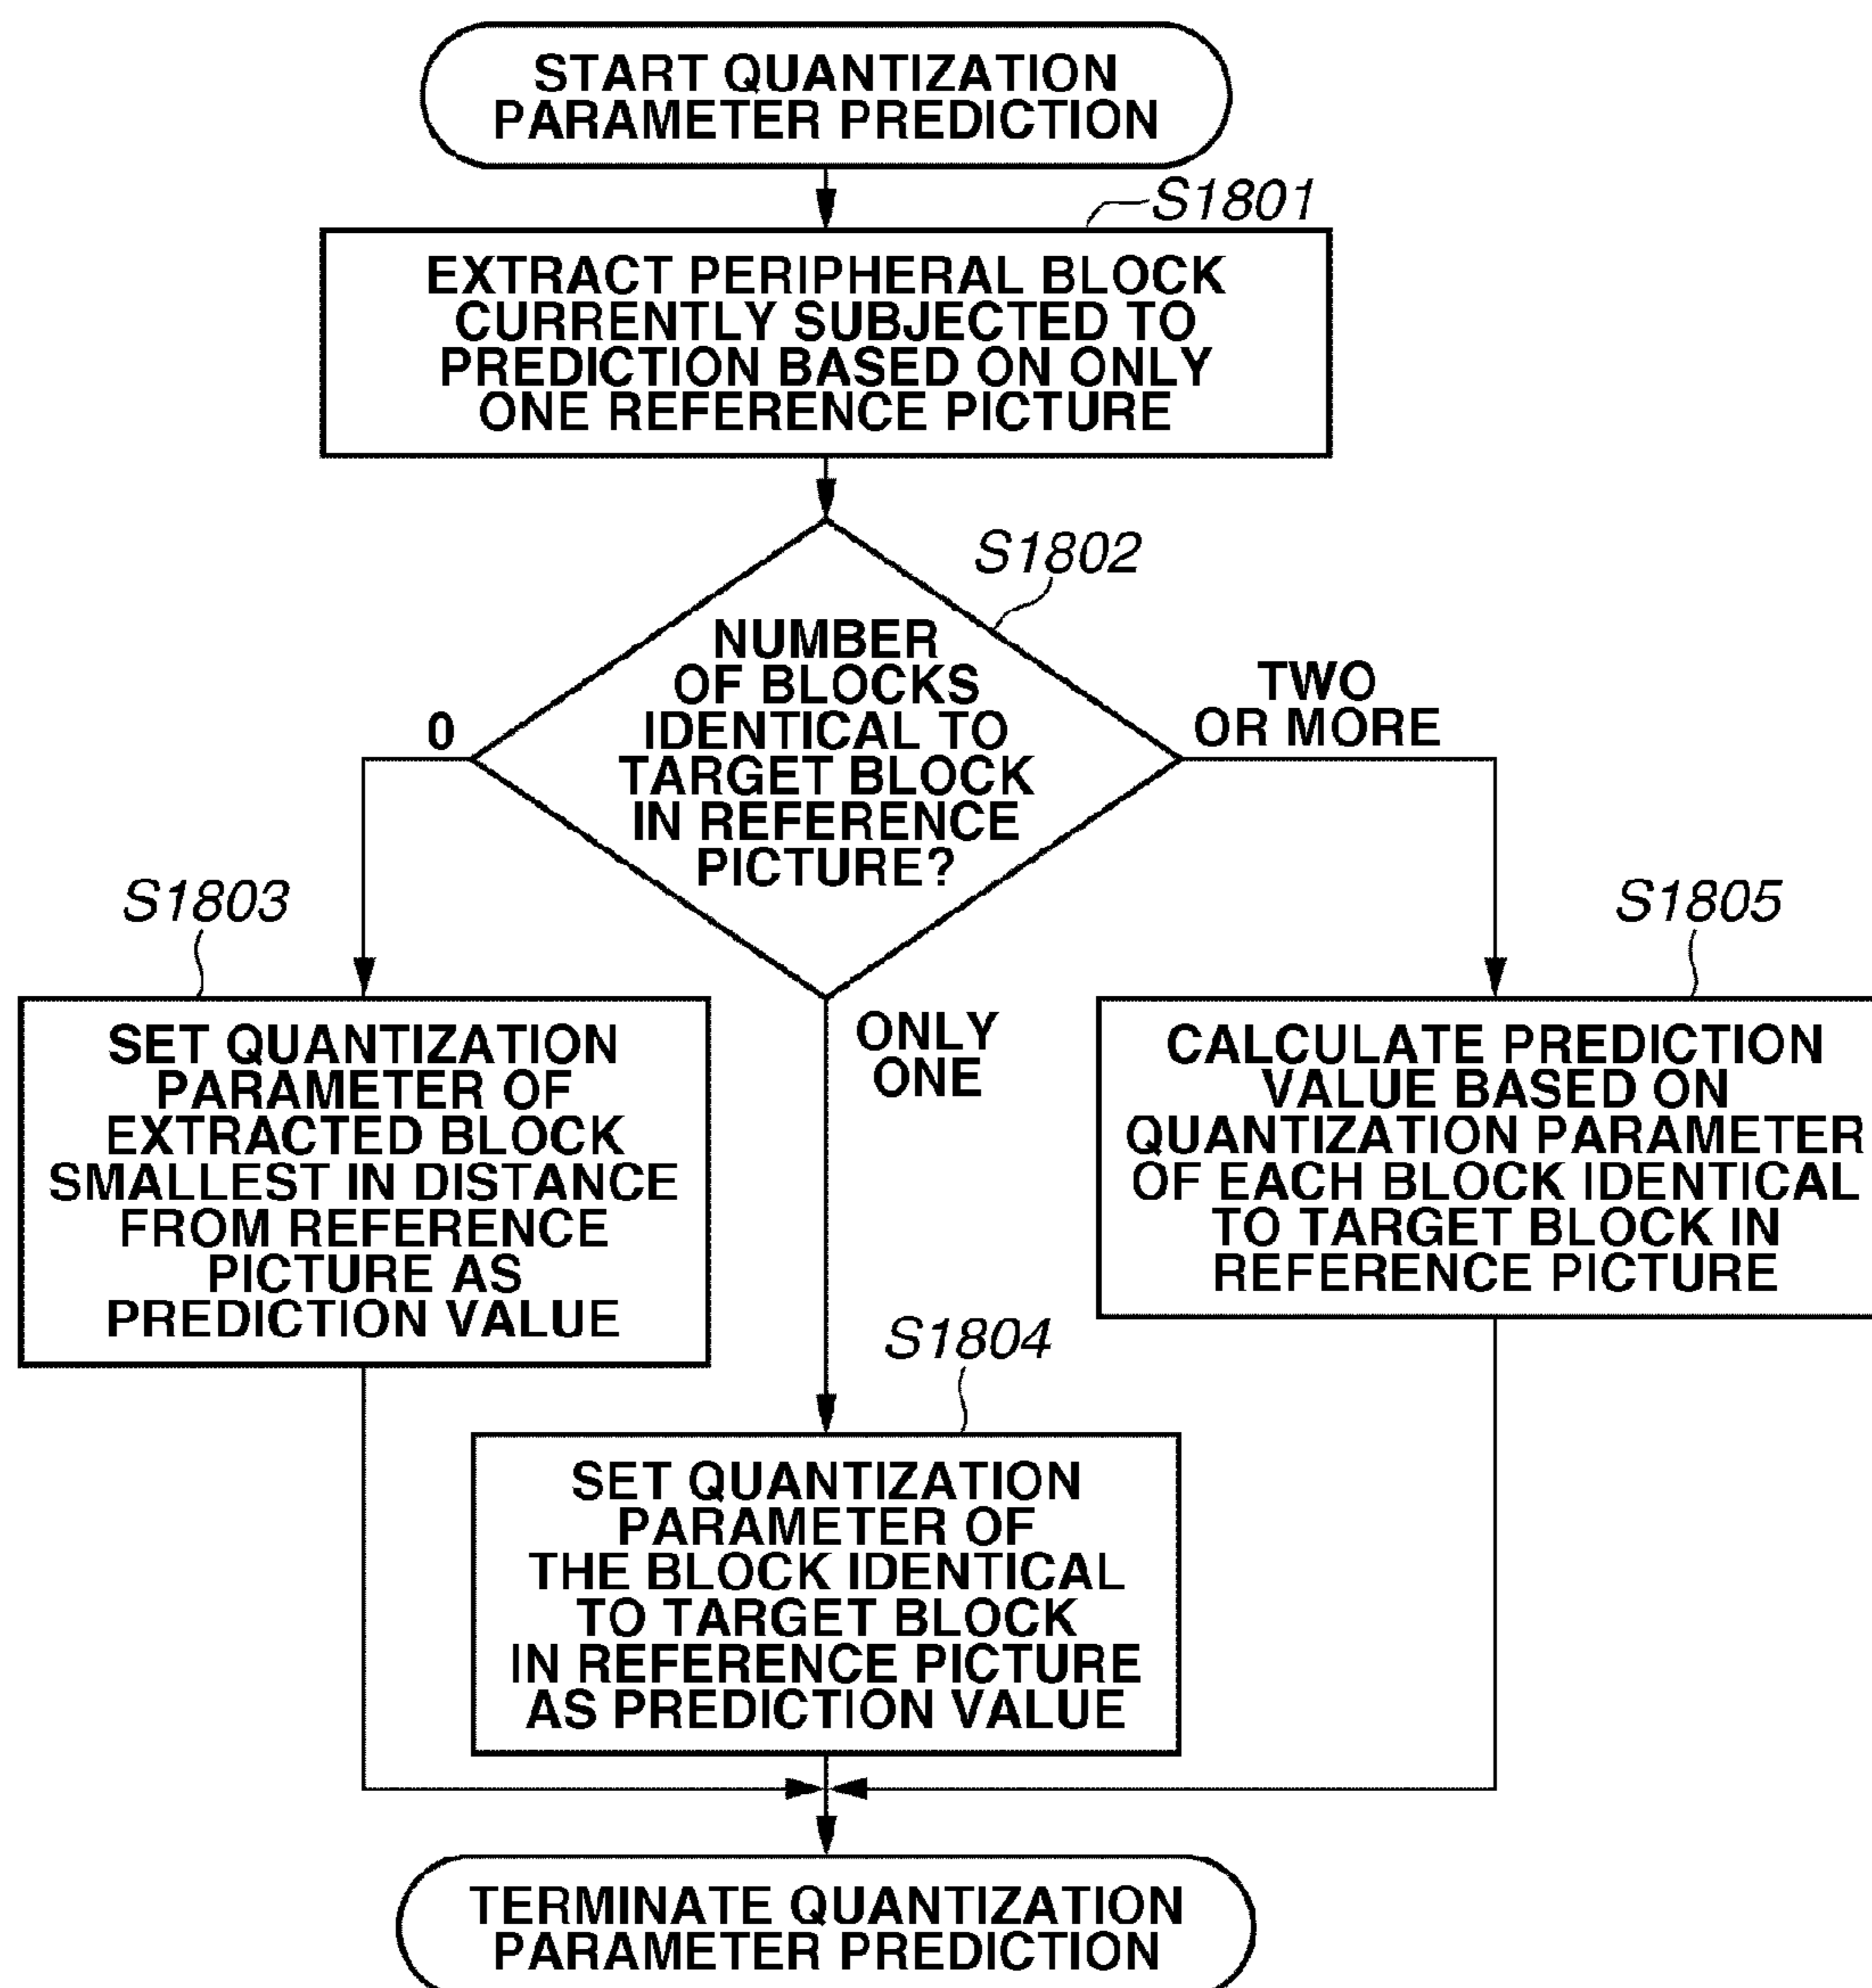 START QUANTIZATION
PARAMETER PREDICTION
S1801
EXTRACT PERIPHERAL BLOCK
CURRENTLY SUBJECTED TO
PREDICTION BASED ON ONLY
ONE REFERENCE PICTURE
S1802
NUMBER
OF BLOCKS
IDENTICAL TO
TARGET BLOCK
IN REFERENCE
PICTURE?
0
TWO
OR MORE
ONLY
ONE
S1803
SET QUANTIZATION
PARAMETER OF
EXTRACTED BLOCK
SMALLEST IN DISTANCE
FROM REFERENCE
PICTURE AS
PREDICTION VALUE
S1805
CALCULATE PREDICTION
VALUE BASED ON
QUANTIZATION PARAMETER
OF EACH BLOCK IDENTICAL
TO TARGET BLOCK IN
REFERENCE PICTURE
S1804
SET QUANTIZATION
PARAMETER OF
THE BLOCK IDENTICAL
TO TARGET BLOCK
IN REFERENCE PICTURE
AS PREDICTION VALUE
TERMINATE QUANTIZATION
PARAMETER PREDICTION